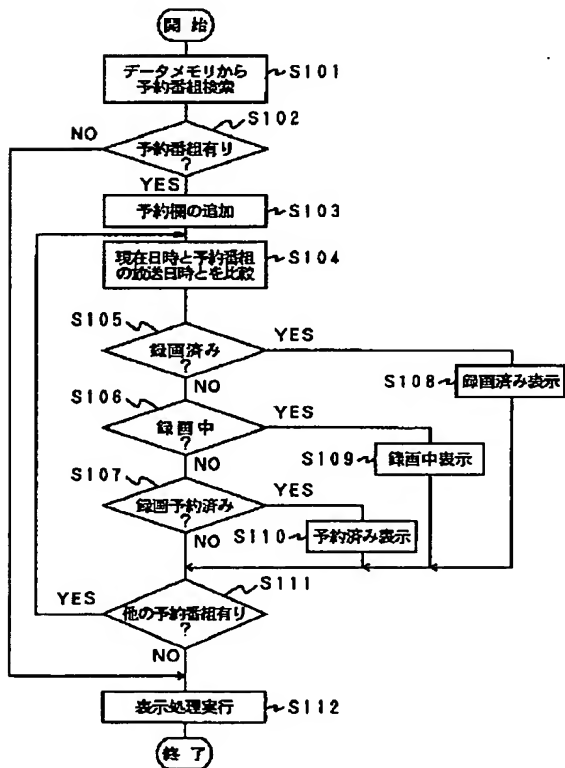 開 始
データメモリから
予約番組検索
S101
S102
NO
予約番組有り
?
YES
予約欄の追加
S103
現在日時と予約番組
の放送日時とを比較
S104
S105
YES
録画済み
?
S108
録画済み表示
NO
S106
YES
録画中
?
S109
録画中表示
NO
S107
YES
録画予約済み
?
S110
予約済み表示
NO
S111
YES
他の予約番組有り
?
NO
表示処理実行
S112
終 了